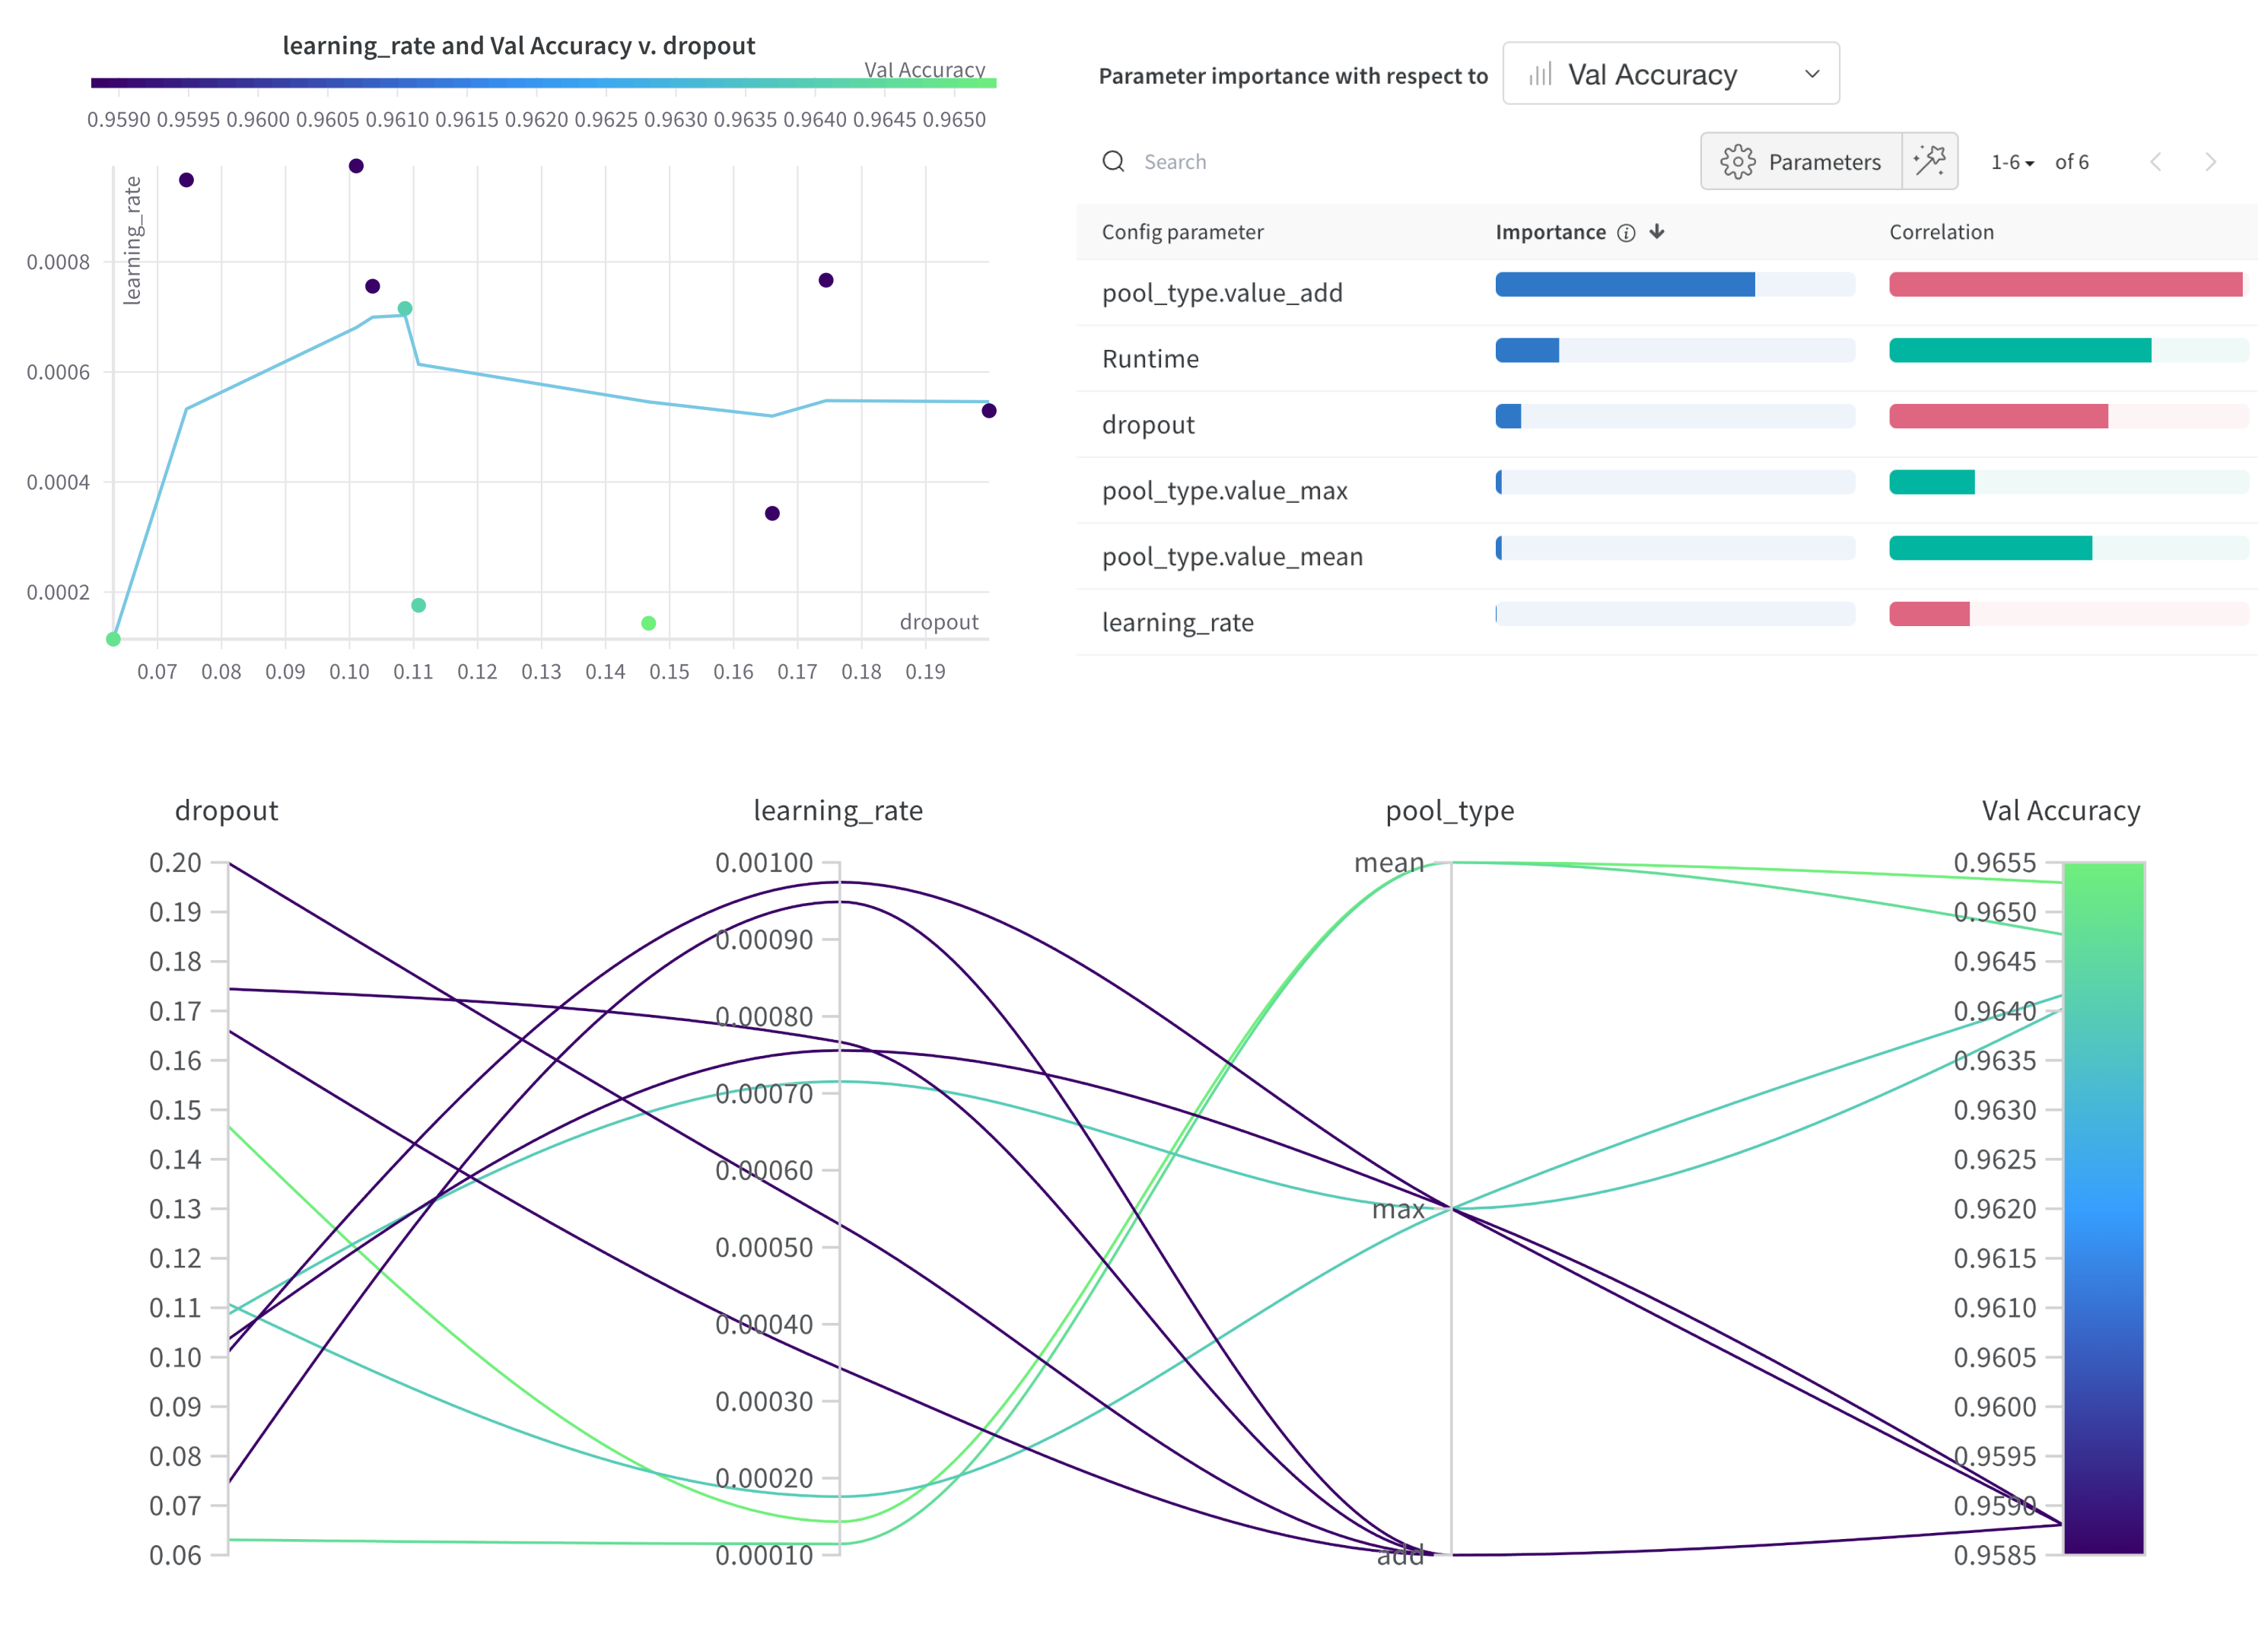 learning_rate and Val Accuracy v. dropout
Val Accuracy
0.9590 0.9595 0.9600 0.9605 0.9610 0.9615 0.9620 0.9625 0.9630 0.9635 0.9640 0.9645 0.9650
learning_rate
0.0008
0.0006
0.0004
0.0002
dropout
0.07 0.08 0.09 0.10 0.11 0.12 0.13 0.14 0.15 0.16 0.17 0.18 0.19
Parameter importance with respect to Val Accuracy
Search Parameters 1-6 of 6
Config parameter Importance Correlation
pool_type.value_add
Runtime
dropout
pool_type.value_max
pool_type.value_mean
learning_rate
dropout
0.20
0.19
0.18
0.17
0.16
0.15
0.14
0.13
0.12
0.11
0.10
0.09
0.08
0.07
0.06
learning_rate
0.00100
0.00090
0.00080
0.00070
0.00060
0.00050
0.00040
0.00030
0.00020
0.00010
pool_type
mean
max
add
Val Accuracy
0.9655
0.9650
0.9645
0.9640
0.9635
0.9630
0.9625
0.9620
0.9615
0.9610
0.9605
0.9600
0.9595
0.9590
0.9585